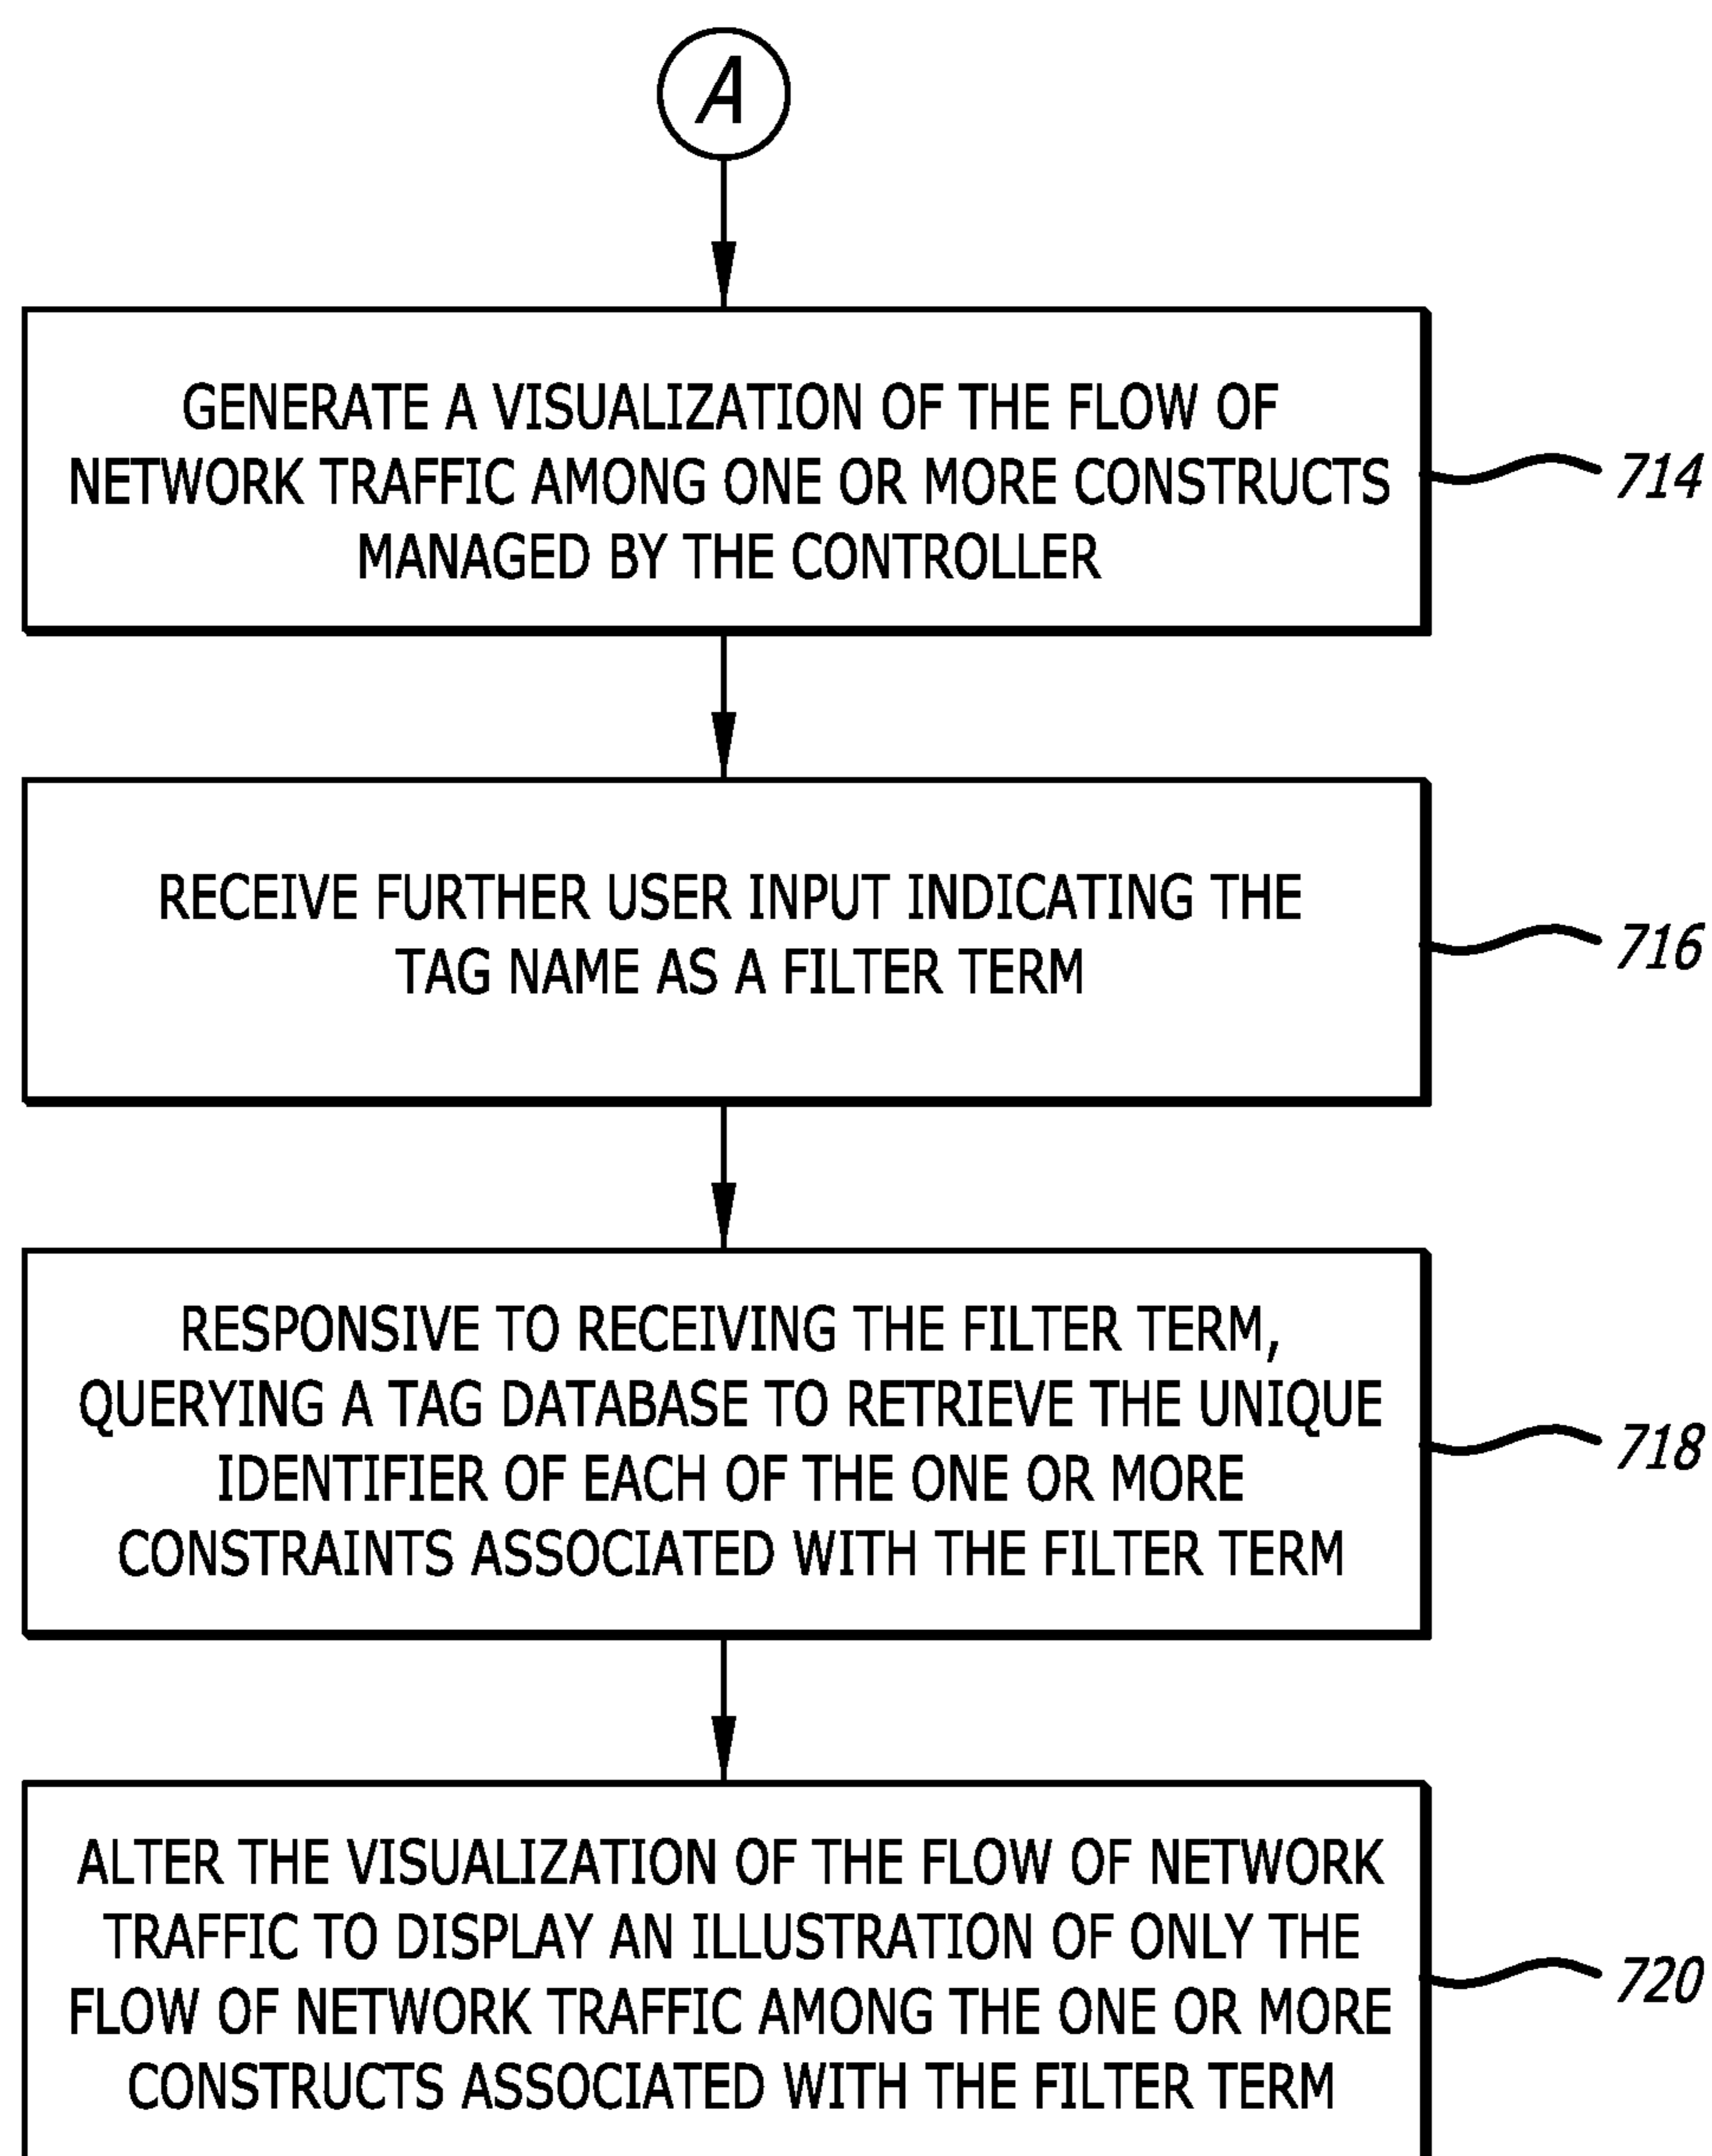 A
GENERATE A VISUALIZATION OF THE FLOW OF
NETWORK TRAFFIC AMONG ONE OR MORE CONSTRUCTS
MANAGED BY THE CONTROLLER
714
RECEIVE FURTHER USER INPUT INDICATING THE
TAG NAME AS A FILTER TERM
716
RESPONSIVE TO RECEIVING THE FILTER TERM,
QUERYING A TAG DATABASE TO RETRIEVE THE UNIQUE
IDENTIFIER OF EACH OF THE ONE OR MORE
CONSTRAINTS ASSOCIATED WITH THE FILTER TERM
718
ALTER THE VISUALIZATION OF THE FLOW OF NETWORK
TRAFFIC TO DISPLAY AN ILLUSTRATION OF ONLY THE
FLOW OF NETWORK TRAFFIC AMONG THE ONE OR MORE
CONSTRUCTS ASSOCIATED WITH THE FILTER TERM
720